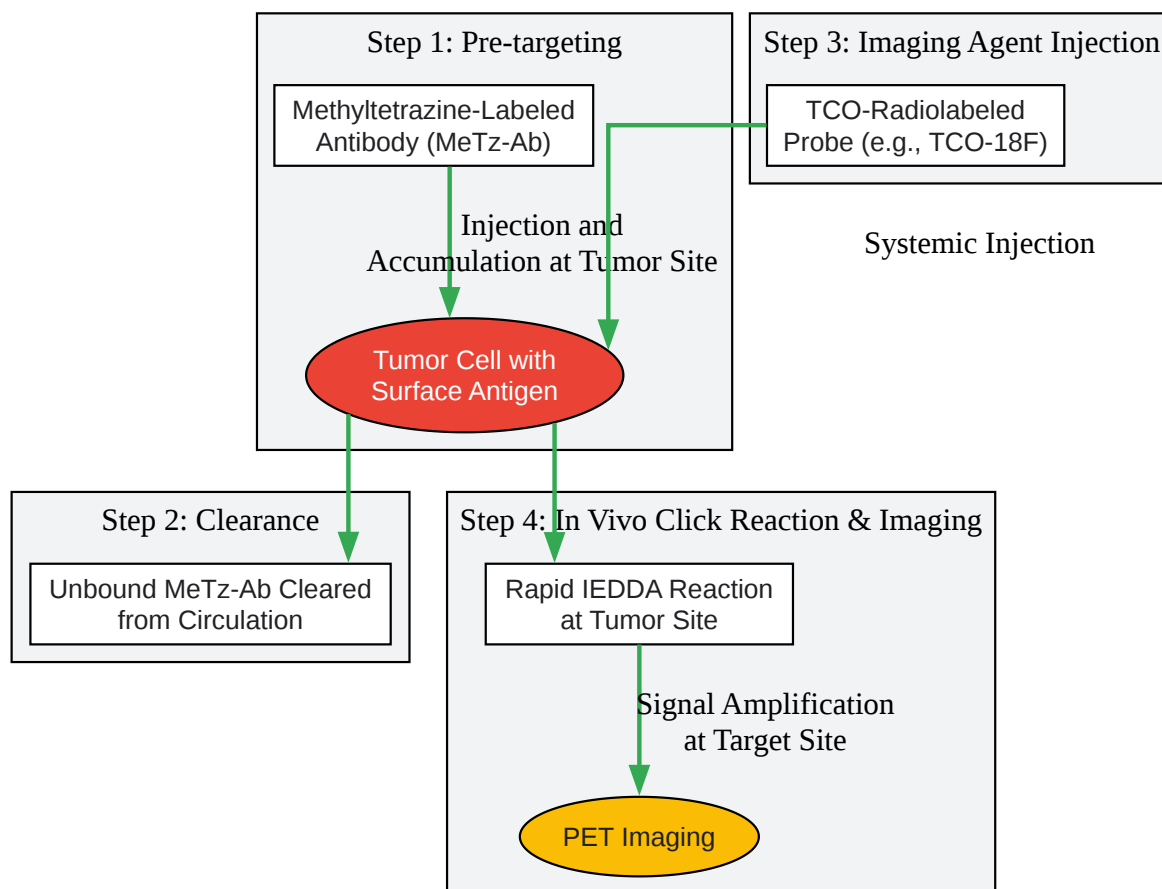 Step 1: Pre-targeting
Methyltetrazine-Labeled
Antibody (MeTz-Ab)
Injection and
Accumulation at Tumor Site
Tumor Cell with
Surface Antigen
Step 3: Imaging Agent Injection
TCO-Radiolabeled
Probe (e.g., TCO-18F)
Systemic Injection
Step 2: Clearance
Unbound MeTz-Ab Cleared
from Circulation
Step 4: In Vivo Click Reaction & Imaging
Rapid IEDDA Reaction
at Tumor Site
Signal Amplification
at Target Site
PET Imaging